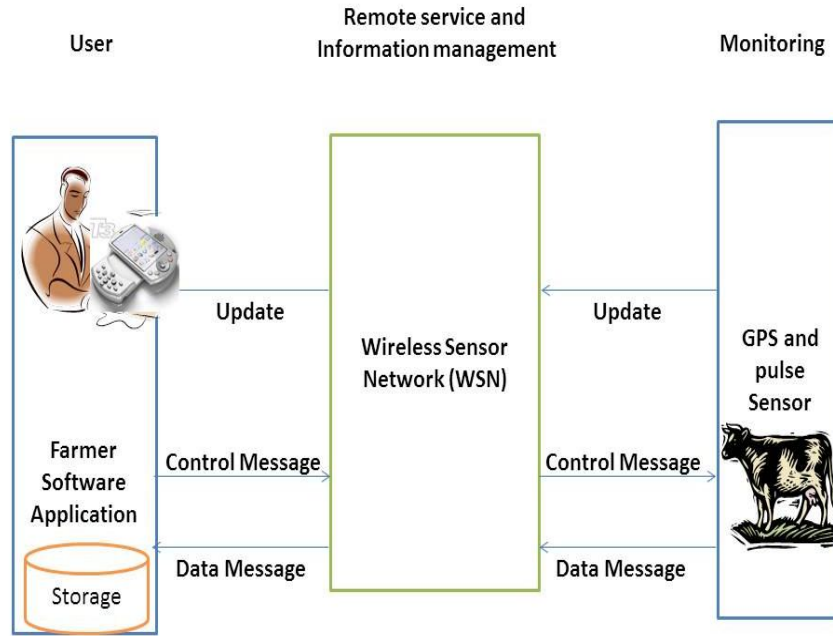 User
Remote service and
Information management
Monitoring
T3
Update
Update
Wireless Sensor
Network (WSN)
GPS and
pulse
Sensor
Farmer
Software
Application
Control Message
Control Message
Data Message
Data Message
Storage